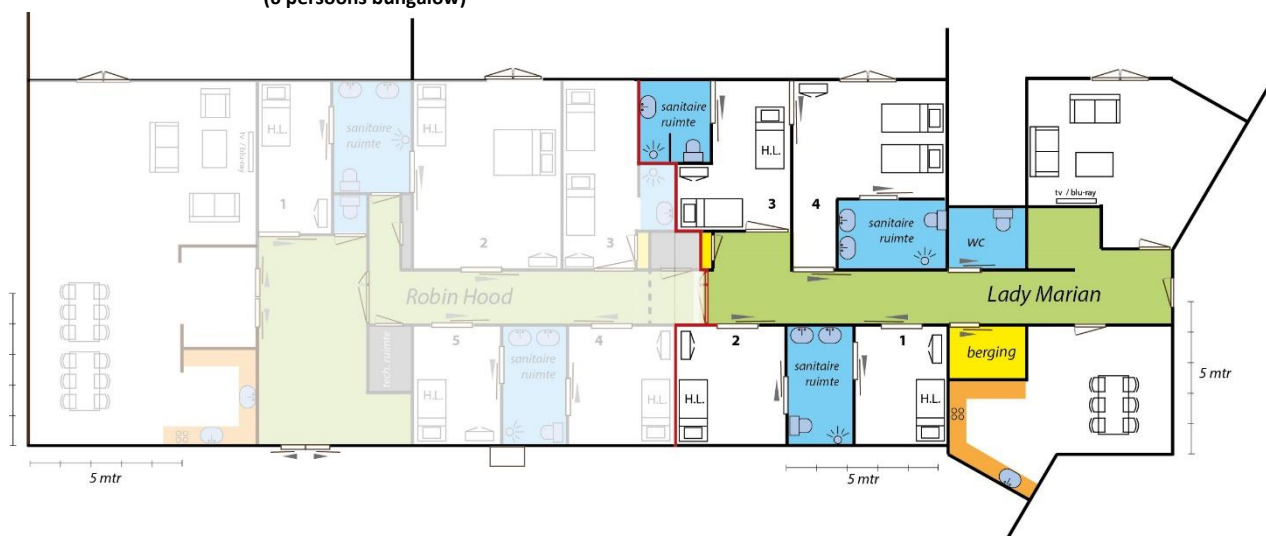 (6 persoons bungalow)
H.L.
sanitaire
ruimte
H.L.
tv / blu-ray
1
2
3
sanitaire
ruimte
H.L.
3
4
sanitaire
ruimte
wc
tv / blu-ray
Robin Hood
Lady Marian
tech. ruimte
5
sanitaire
ruimte
4
H.L.
H.L.
2
H.L.
sanitaire
ruimte
1
H.L.
berging
5 mtr
5 mtr
5 mtr